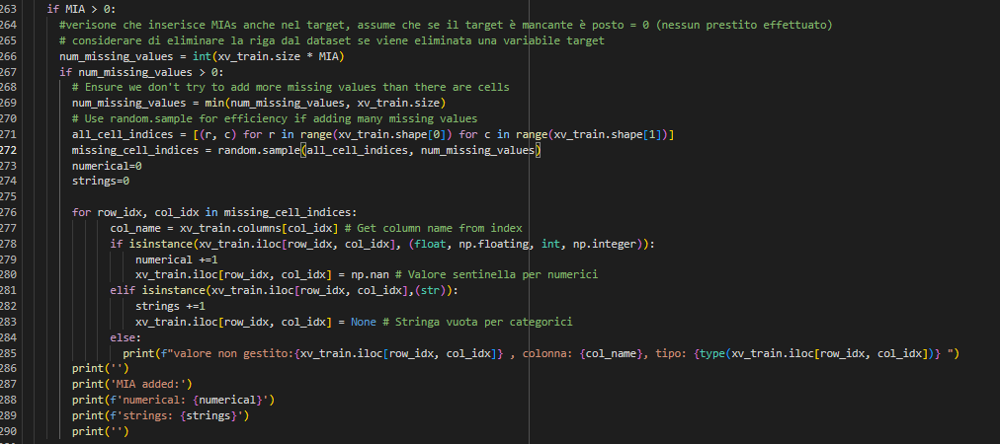 263 if MIA > 0:
264 #verisone che inserisce MIAs anche nel target, assume che se il target è mancante è posto = 0 (nessun prestito effettuato)
265 # considerare di eliminare la riga dal dataset se viene eliminata una variabile target
266 num_missing_values = int(xv_train.size * MIA)
267 if num_missing_values > 0:
268 # Ensure we don't try to add more missing values than there are cells
269 num_missing_values = min(num_missing_values, xv_train.size)
270 # Use random.sample for efficiency if adding many missing values
271 all_cell_indices = [(r, c) for r in range(xv_train.shape[0]) for c in range(xv_train.shape[1])]
272 missing_cell_indices = random.sample(all_cell_indices, num_missing_values)
273 numerical=0
274 strings=0
275
276 for row_idx, col_idx in missing_cell_indices:
277 col_name = xv_train.columns[col_idx] # Get column name from index
278 if isinstance(xv_train.iloc[row_idx, col_idx], (float, np.floating, int, np.integer)):
279 numerical +=1
280 xv_train.iloc[row_idx, col_idx] = np.nan # Valore sentinella per numerici
281 elif isinstance(xv_train.iloc[row_idx, col_idx],(str)):
282 strings +=1
283 xv_train.iloc[row_idx, col_idx] = None # Stringa vuota per categorici
284 else:
285 print(f"valore non gestito:{xv_train.iloc[row_idx, col_idx]} , colonna: {col_name}, tipo: {type(xv_train.iloc[row_idx, col_idx])} ")
286 print('')
287 print('MIA added:')
288 print(f'numerical: {numerical}')
289 print(f'strings: {strings}')
290 print('')